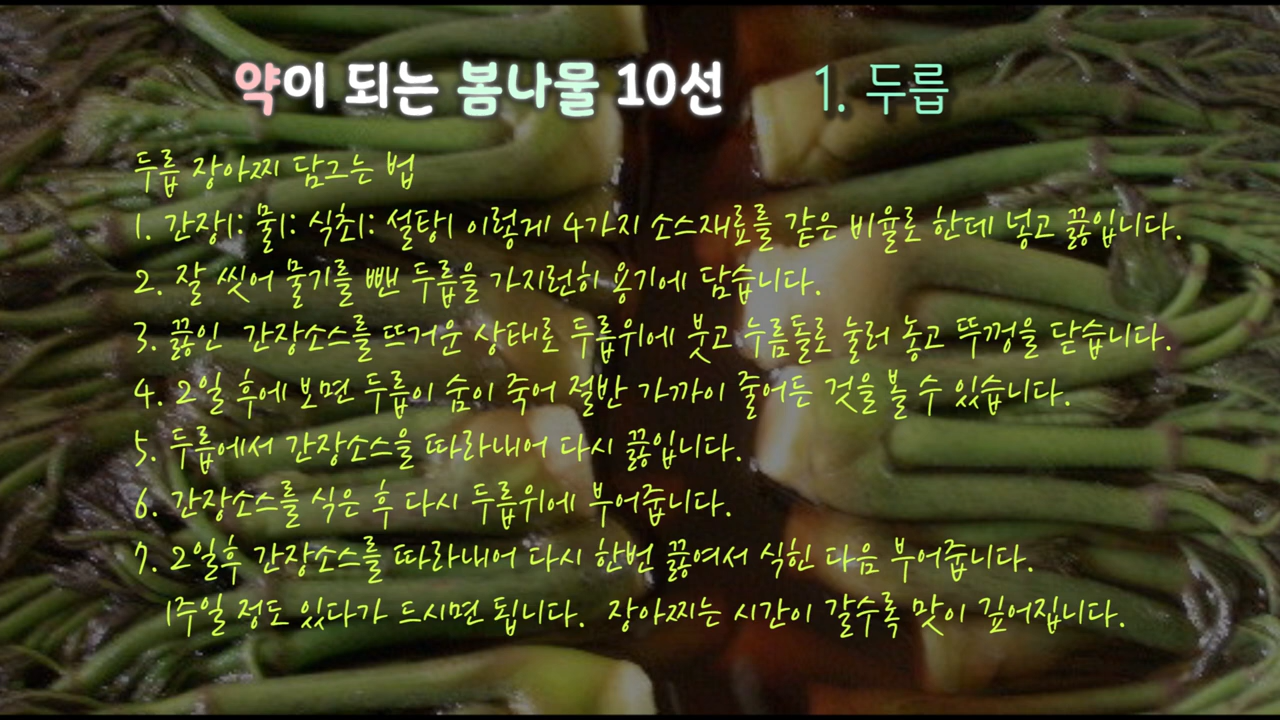 약이 되는 봄나물 10선 1. 두릅
두릅 장아찌 담그는 법
1. 간장1: 물1: 식초1: 설탕1 이렇게 4가지 소스재료를 같은 비율로 한데 넣고 끓입니다.
2. 잘 씻어 물기를 뺀 두릅을 가지런히 용기에 담습니다.
3. 끓인 간장소스를 뜨거운 상태로 두릅위에 붓고 누름돌로 눌러 놓고 뚜껑을 닫습니다.
4. 2일 후에 보면 두릅이 숨이 죽어 절반 가까이 줄어든 것을 볼 수 있습니다.
5. 두릅에서 간장소스을 따라내어 다시 끓입니다.
6. 간장소스를 식은 후 다시 두릅위에 부어줍니다.
7. 2일후 간장소스를 따라내어 다시 한번 끓여서 식힌 다음 부어줍니다.
1주일 정도 있다가 드시면 됩니다. 장아찌는 시간이 갈수록 맛이 깊어집니다.